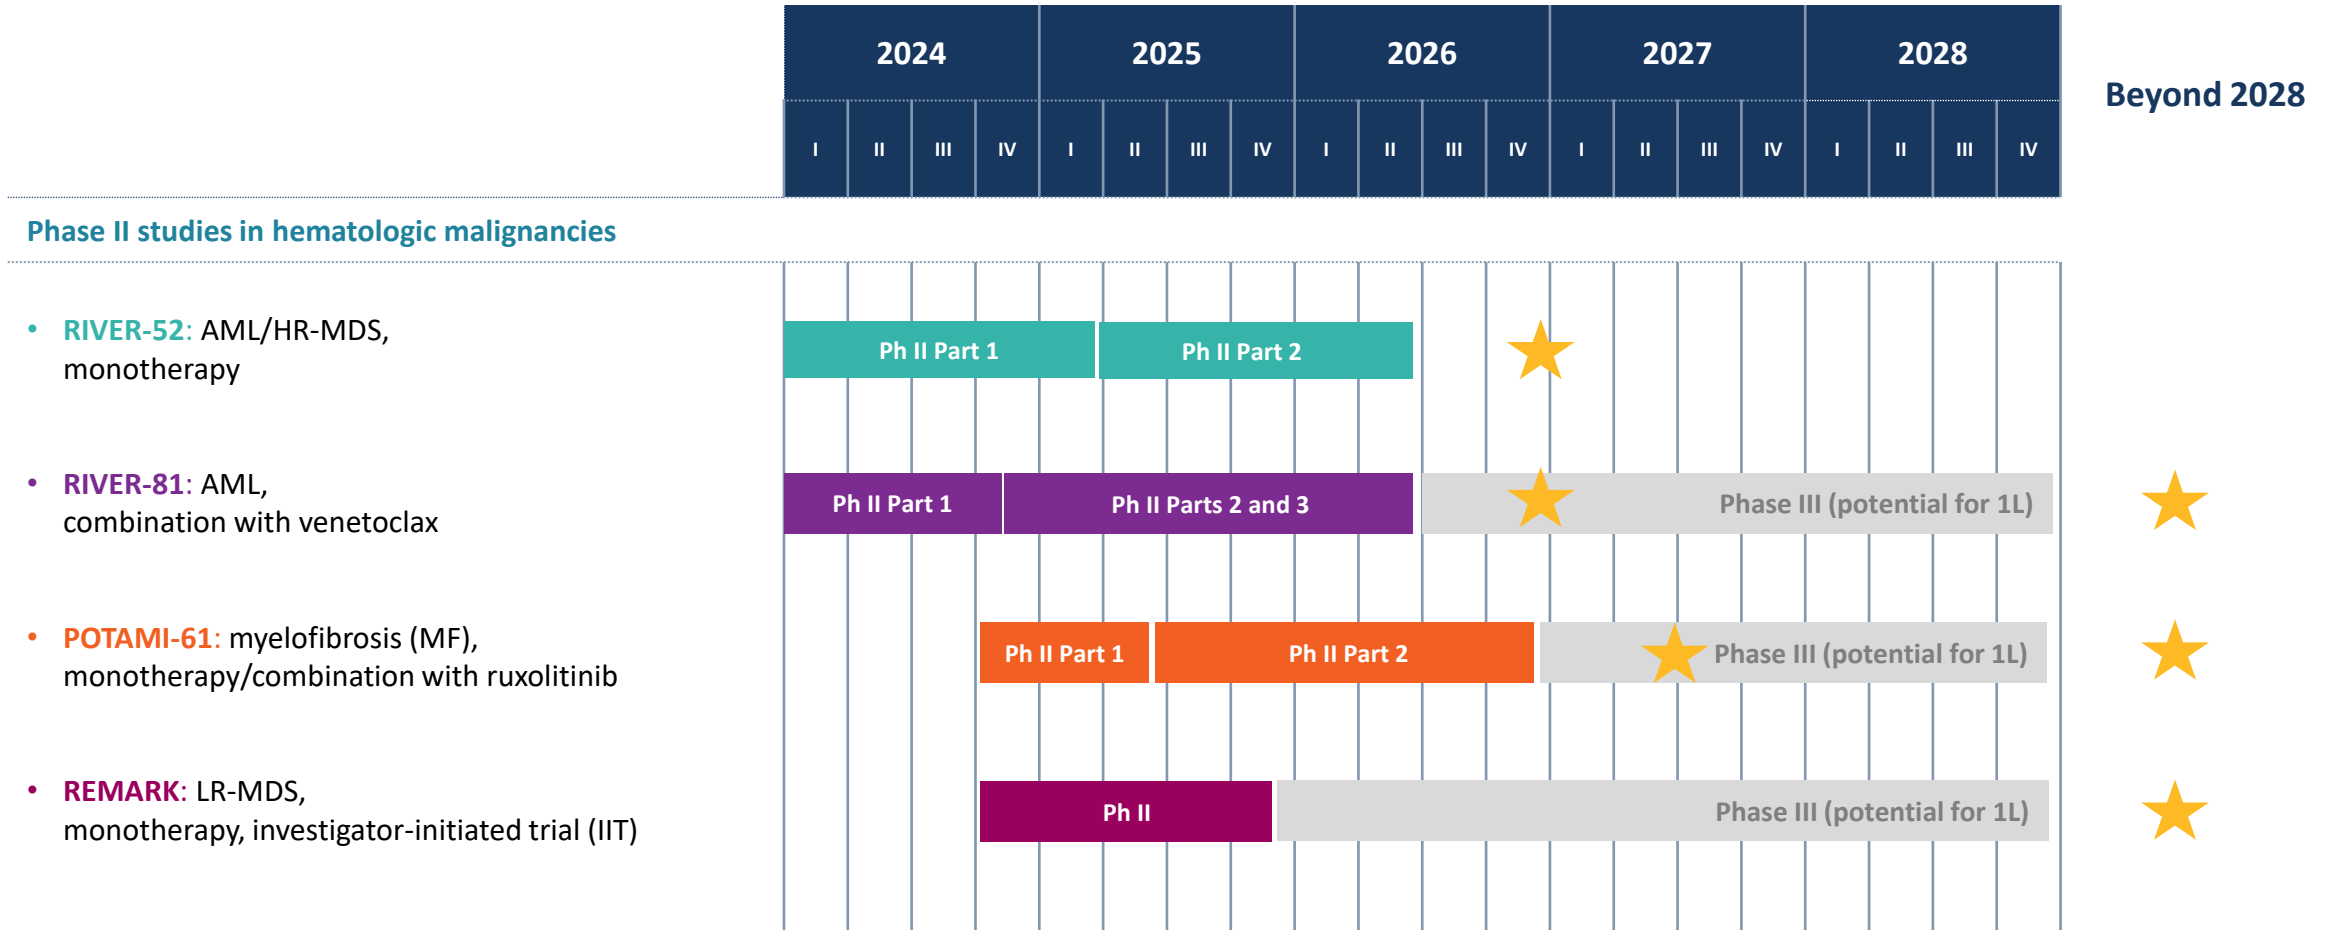 2024 2025 2026 2027 2028
Beyond 2028
I II III IV I II III IV I II III IV I II III IV I II III IV
Phase II studies in hematologic malignancies
• RIVER-52: AML/HR-MDS,
monotherapy
Ph II Part 1 Ph II Part 2
• RIVER-81: AML,
combination with venetoclax
Ph II Part 1 Ph II Parts 2 and 3 Phase III (potential for 1L)
• POTAMI-61: myelofibrosis (MF),
monotherapy/combination with ruxolitinib
Ph II Part 1 Ph II Part 2 Phase III (potential for 1L)
• REMARK: LR-MDS,
monotherapy, investigator-initiated trial (IIT)
Ph II Phase III (potential for 1L)